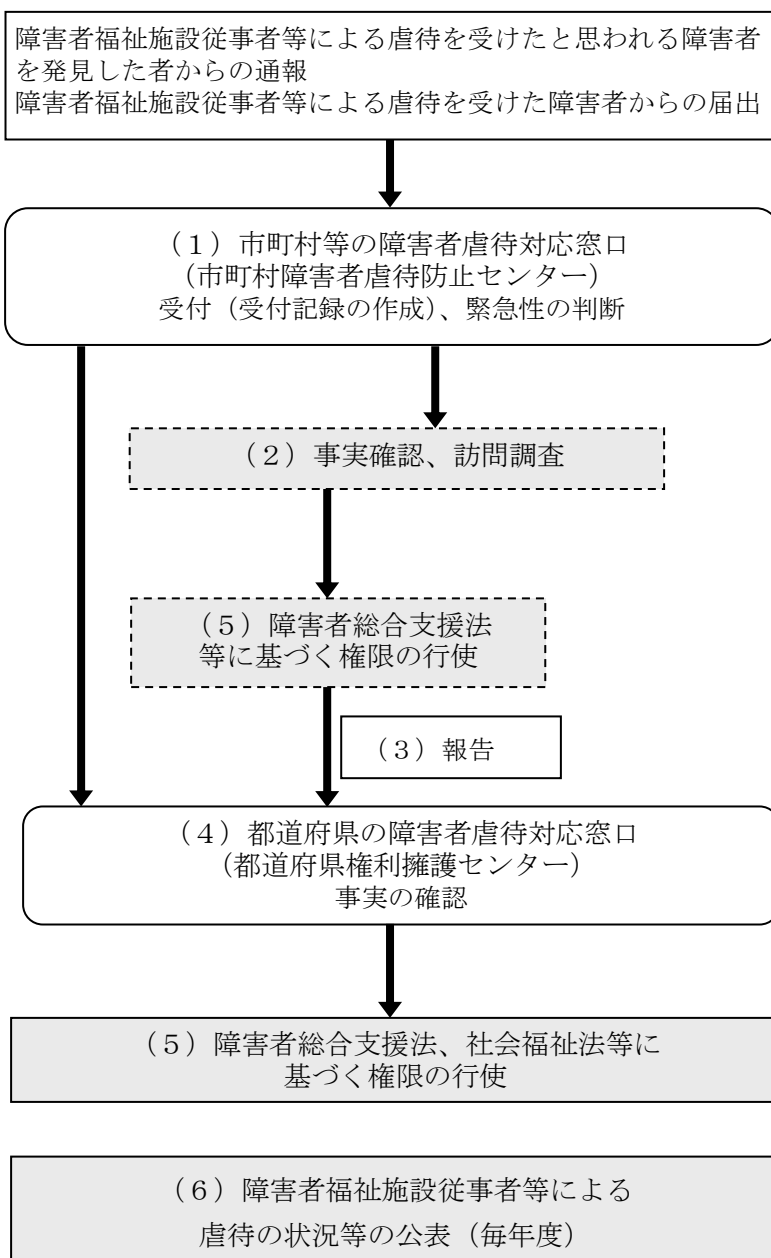 障害者福祉施設従事者等による虐待を受けたと思われる障害者
を発見した者からの通報
障害者福祉施設従事者等による虐待を受けた障害者からの届出
（１）市町村等の障害者虐待対応窓口
（市町村障害者虐待防止センター）
受付（受付記録の作成）、緊急性の判断
（２）事実確認、訪問調査
（５）障害者総合支援法
等に基づく権限の行使
（３）報告
（４）都道府県の障害者虐待対応窓口
（都道府県権利擁護センター）
事実の確認
（５）障害者総合支援法、社会福祉法等に
基づく権限の行使
（６）障害者福祉施設従事者等による
虐待の状況等の公表（毎年度）